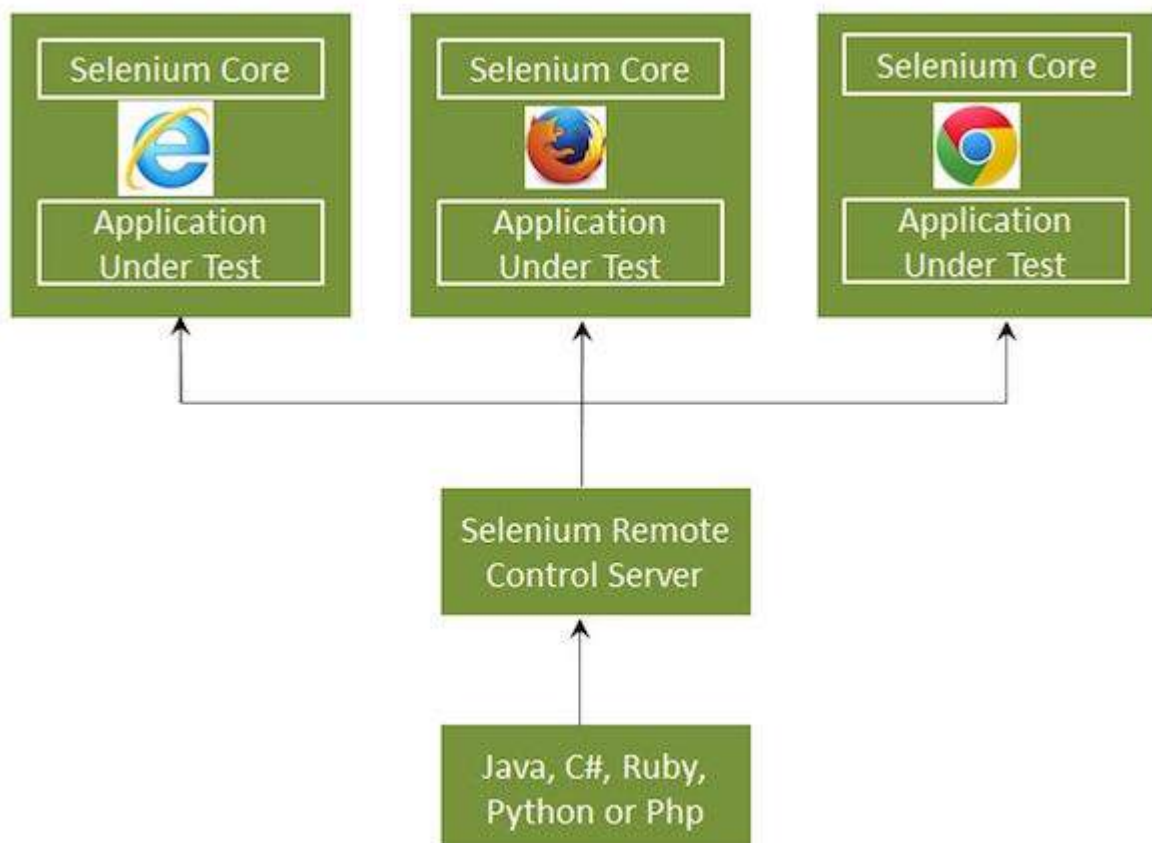 Selenium Core
Application
Under Test
Selenium Core
Application
Under Test
Selenium Core
Application
Under Test
Selenium Remote
Control Server
Java, C#, Ruby,
Python or Php